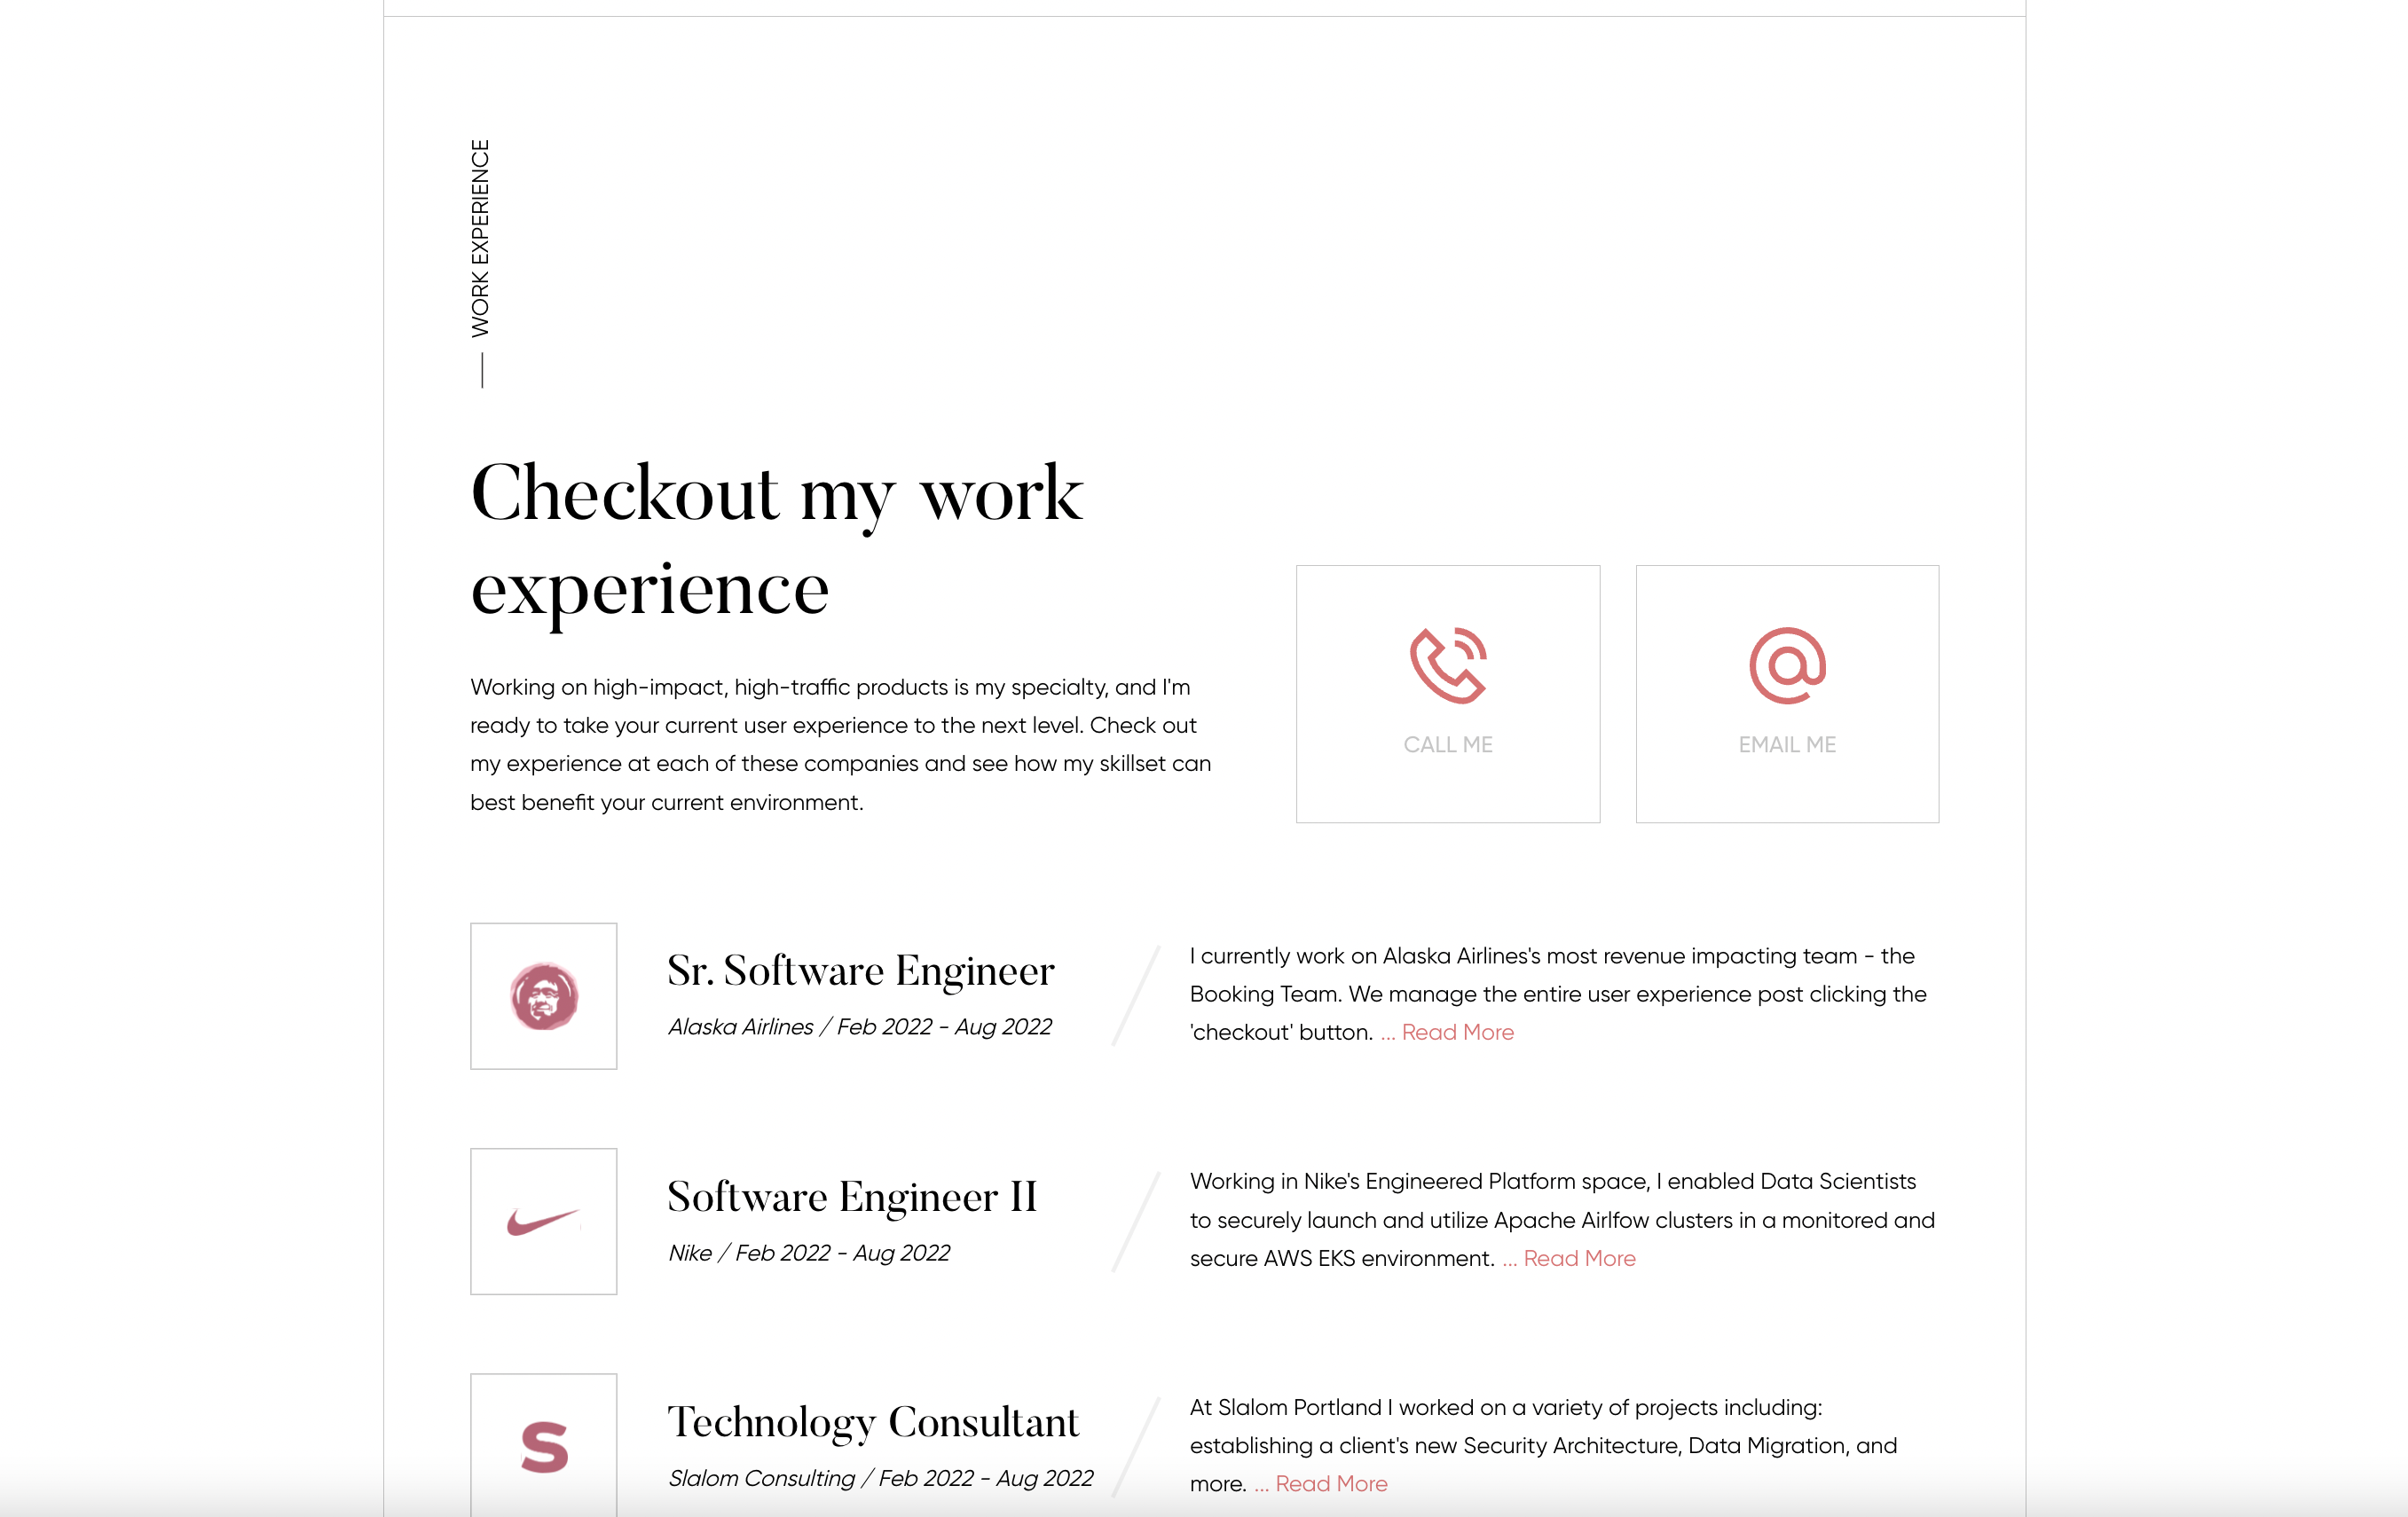 WORK EXPERIENCE
Checkout my work
experience
Working on high-impact, high-traffic products is my specialty, and I'm
ready to take your current user experience to the next level. Check out
my experience at each of these companies and see how my skillset can
best benefit your current environment.
CALL ME
EMAIL ME
Sr. Software Engineer
Alaska Airlines / Feb 2022 - Aug 2022
I currently work on Alaska Airlines's most revenue impacting team - the
Booking Team. We manage the entire user experience post clicking the
'checkout' button. ... Read More
Software Engineer II
Nike / Feb 2022 - Aug 2022
Working in Nike's Engineered Platform space, I enabled Data Scientists
to securely launch and utilize Apache Airlfow clusters in a monitored and
secure AWS EKS environment. ... Read More
S
Technology Consultant
Slalom Consulting / Feb 2022 - Aug 2022
At Slalom Portland I worked on a variety of projects including:
establishing a client's new Security Architecture, Data Migration, and
more. ... Read More